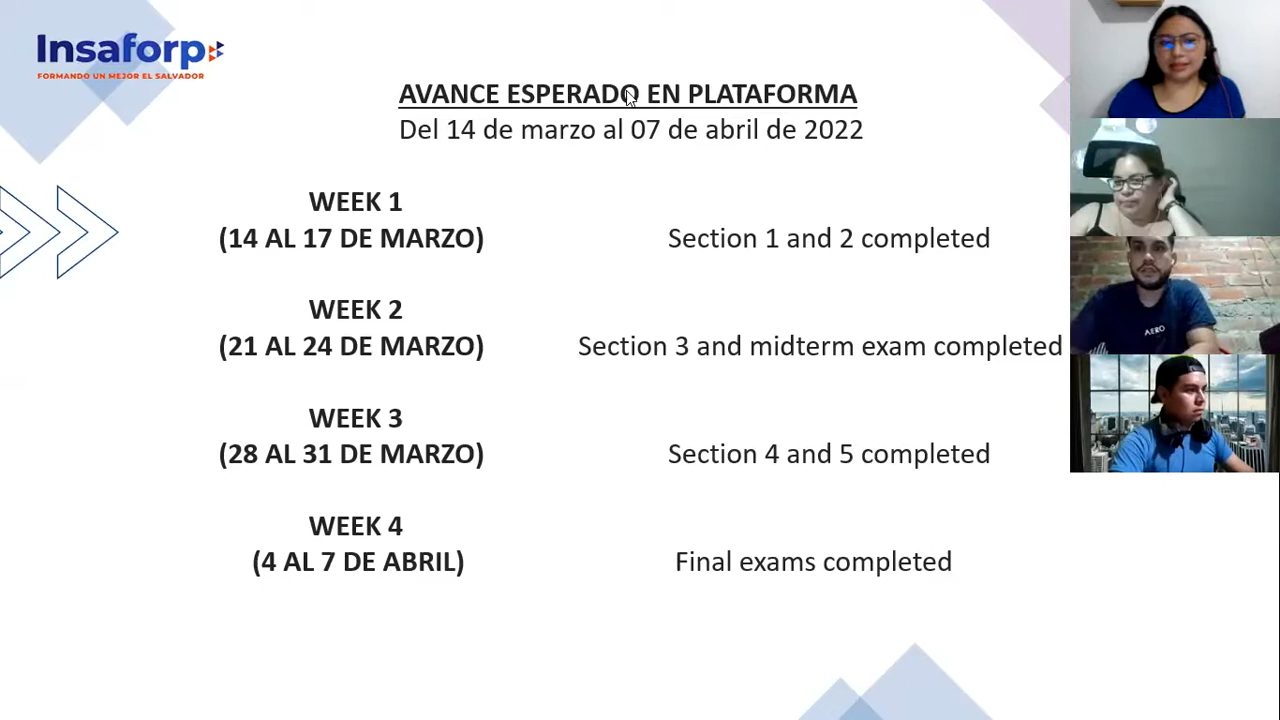 Insaforp
FORMANDO UN MEJOR EL SALVADOR
AVANCE ESPERADO EN PLATAFORMA
Del 14 de marzo al 07 de abril de 2022
WEEK 1
(14 AL 17 DE MARZO)
Section 1 and 2 completed
WEEK 2
(21 AL 24 DE MARZO)
Section 3 and midterm exam completed
WEEK 3
(28 AL 31 DE MARZO)
Section 4 and 5 completed
WEEK 4
(4 AL 7 DE ABRIL)
Final exams completed
AERO